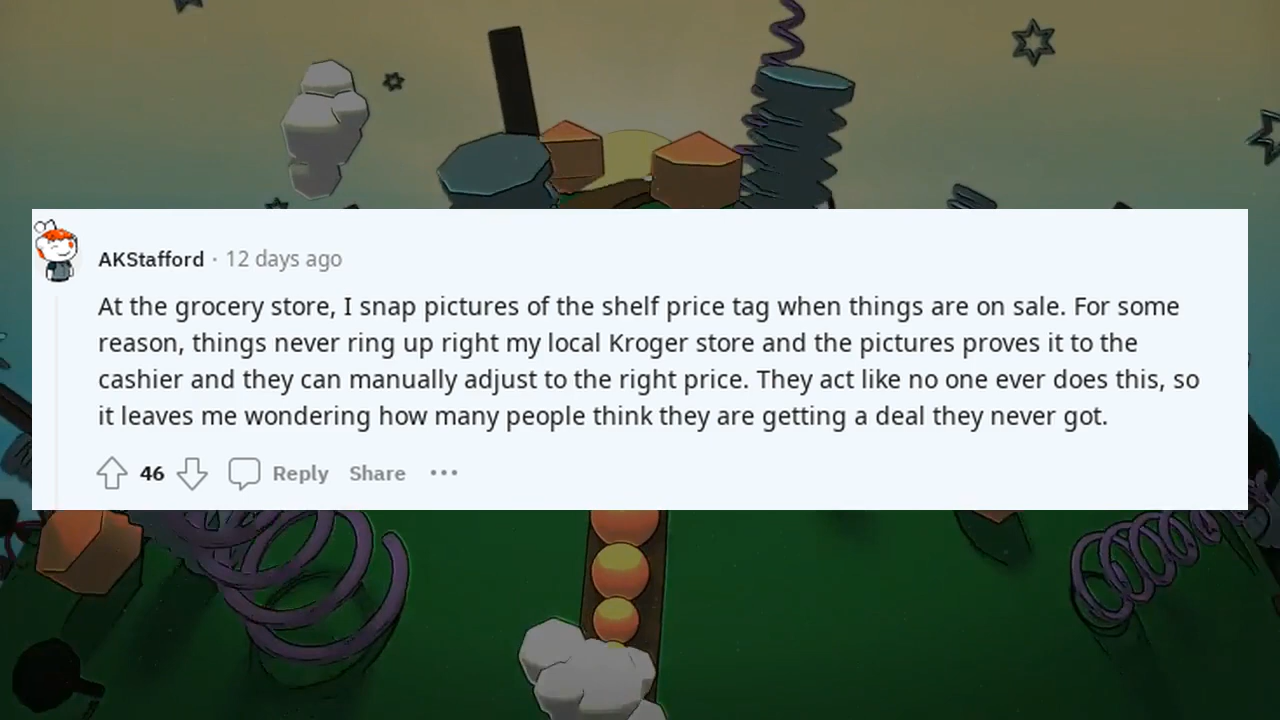 AKStafford · 12 days ago
At the grocery store, I snap pictures of the shelf price tag when things are on sale. For some
reason, things never ring up right my local Kroger store and the pictures proves it to the
cashier and they can manually adjust to the right price. They act like no one ever does this, so
it leaves me wondering how many people think they are getting a deal they never got.
46 Reply Share •••